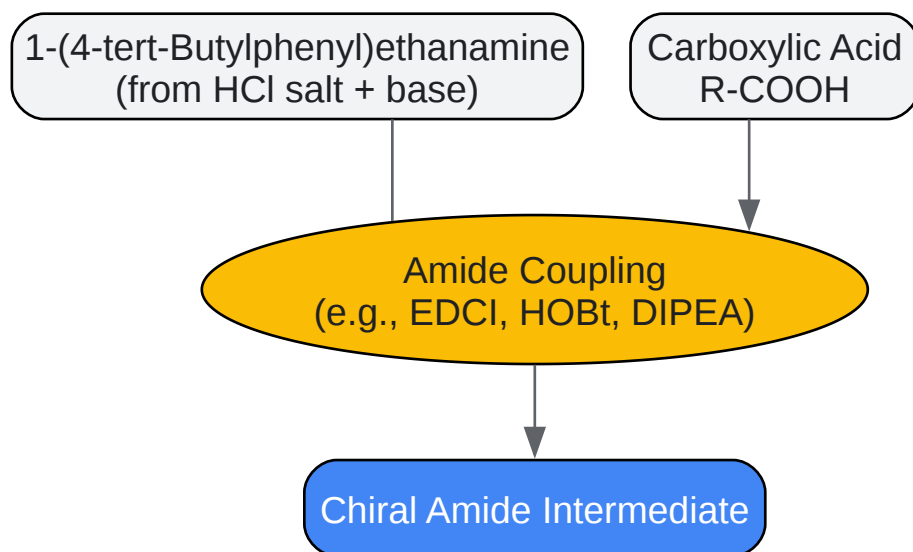 1-(4-tert-Butylphenyl)ethanamine
(from HCl salt + base)
Carboxylic Acid
R-COOH
Amide Coupling
(e.g., EDCI, HOBt, DIPEA)
Chiral Amide Intermediate